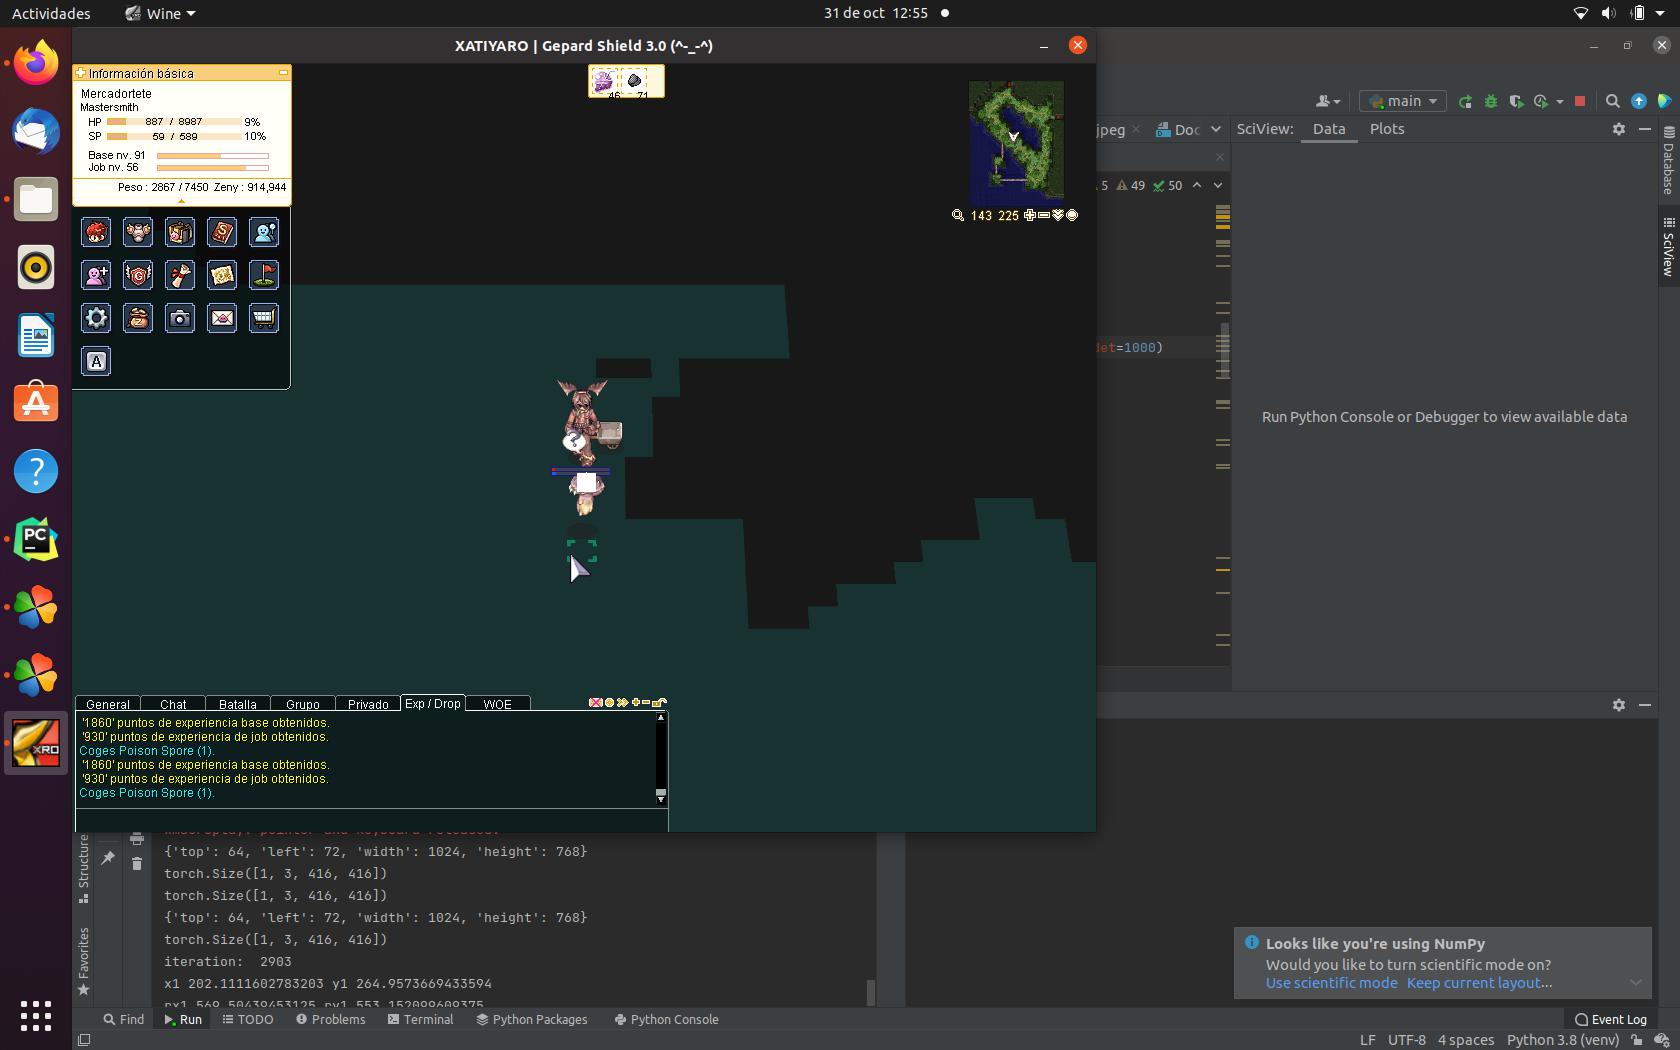 Actividades
Wine
31 de oct 12:55
XATIYARO | Gepard Shield 3.0 (^-_-^)
Información básica
Mercadortete
Mastersmith
HP 887 / 8987 9%
SP 59 / 589 10%
Base nv. 91
Job nv. 56
Peso : 2867 / 7450 Zeny : 914,944
46 71
143 225
A
main
jpeg
Doc
SciView: Data Plots
5 49 50
=1000)
Run Python Console or Debugger to view available data
Database
SciView
PC
XRO
General Chat Batalla Grupo Privado Exp / Drop WOE
'1860' puntos de experiencia base obtenidos.
'930' puntos de experiencia de job obtenidos.
Coges Poison Spore (1).
'1860' puntos de experiencia base obtenidos.
'930' puntos de experiencia de job obtenidos.
Coges Poison Spore (1).
{'top': 64, 'left': 72, 'width': 1024, 'height': 768}
torch.Size([1, 3, 416, 416])
torch.Size([1, 3, 416, 416])
{'top': 64, 'left': 72, 'width': 1024, 'height': 768}
torch.Size([1, 3, 416, 416])
iteration:  2903
x1 202.1111602783203 y1 264.9573669433594
Structure
Favorites
Looks like you're using NumPy
Would you like to turn scientific mode on?
Use scientific mode Keep current layout...
Find Run TODO Problems Terminal Python Packages Python Console
Event Log
LF UTF-8 4 spaces Python 3.8 (venv)